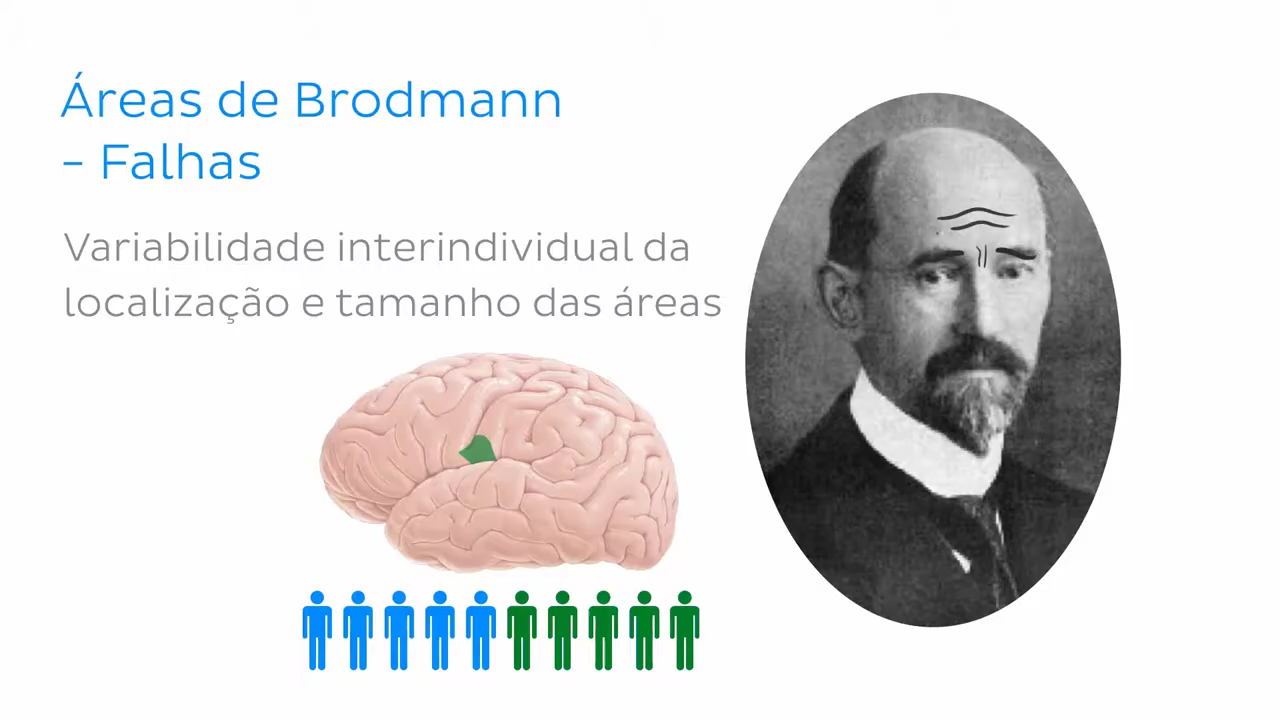 Áreas de Brodmann
- Falhas
Variabilidade interindividual da
localização e tamanho das áreas